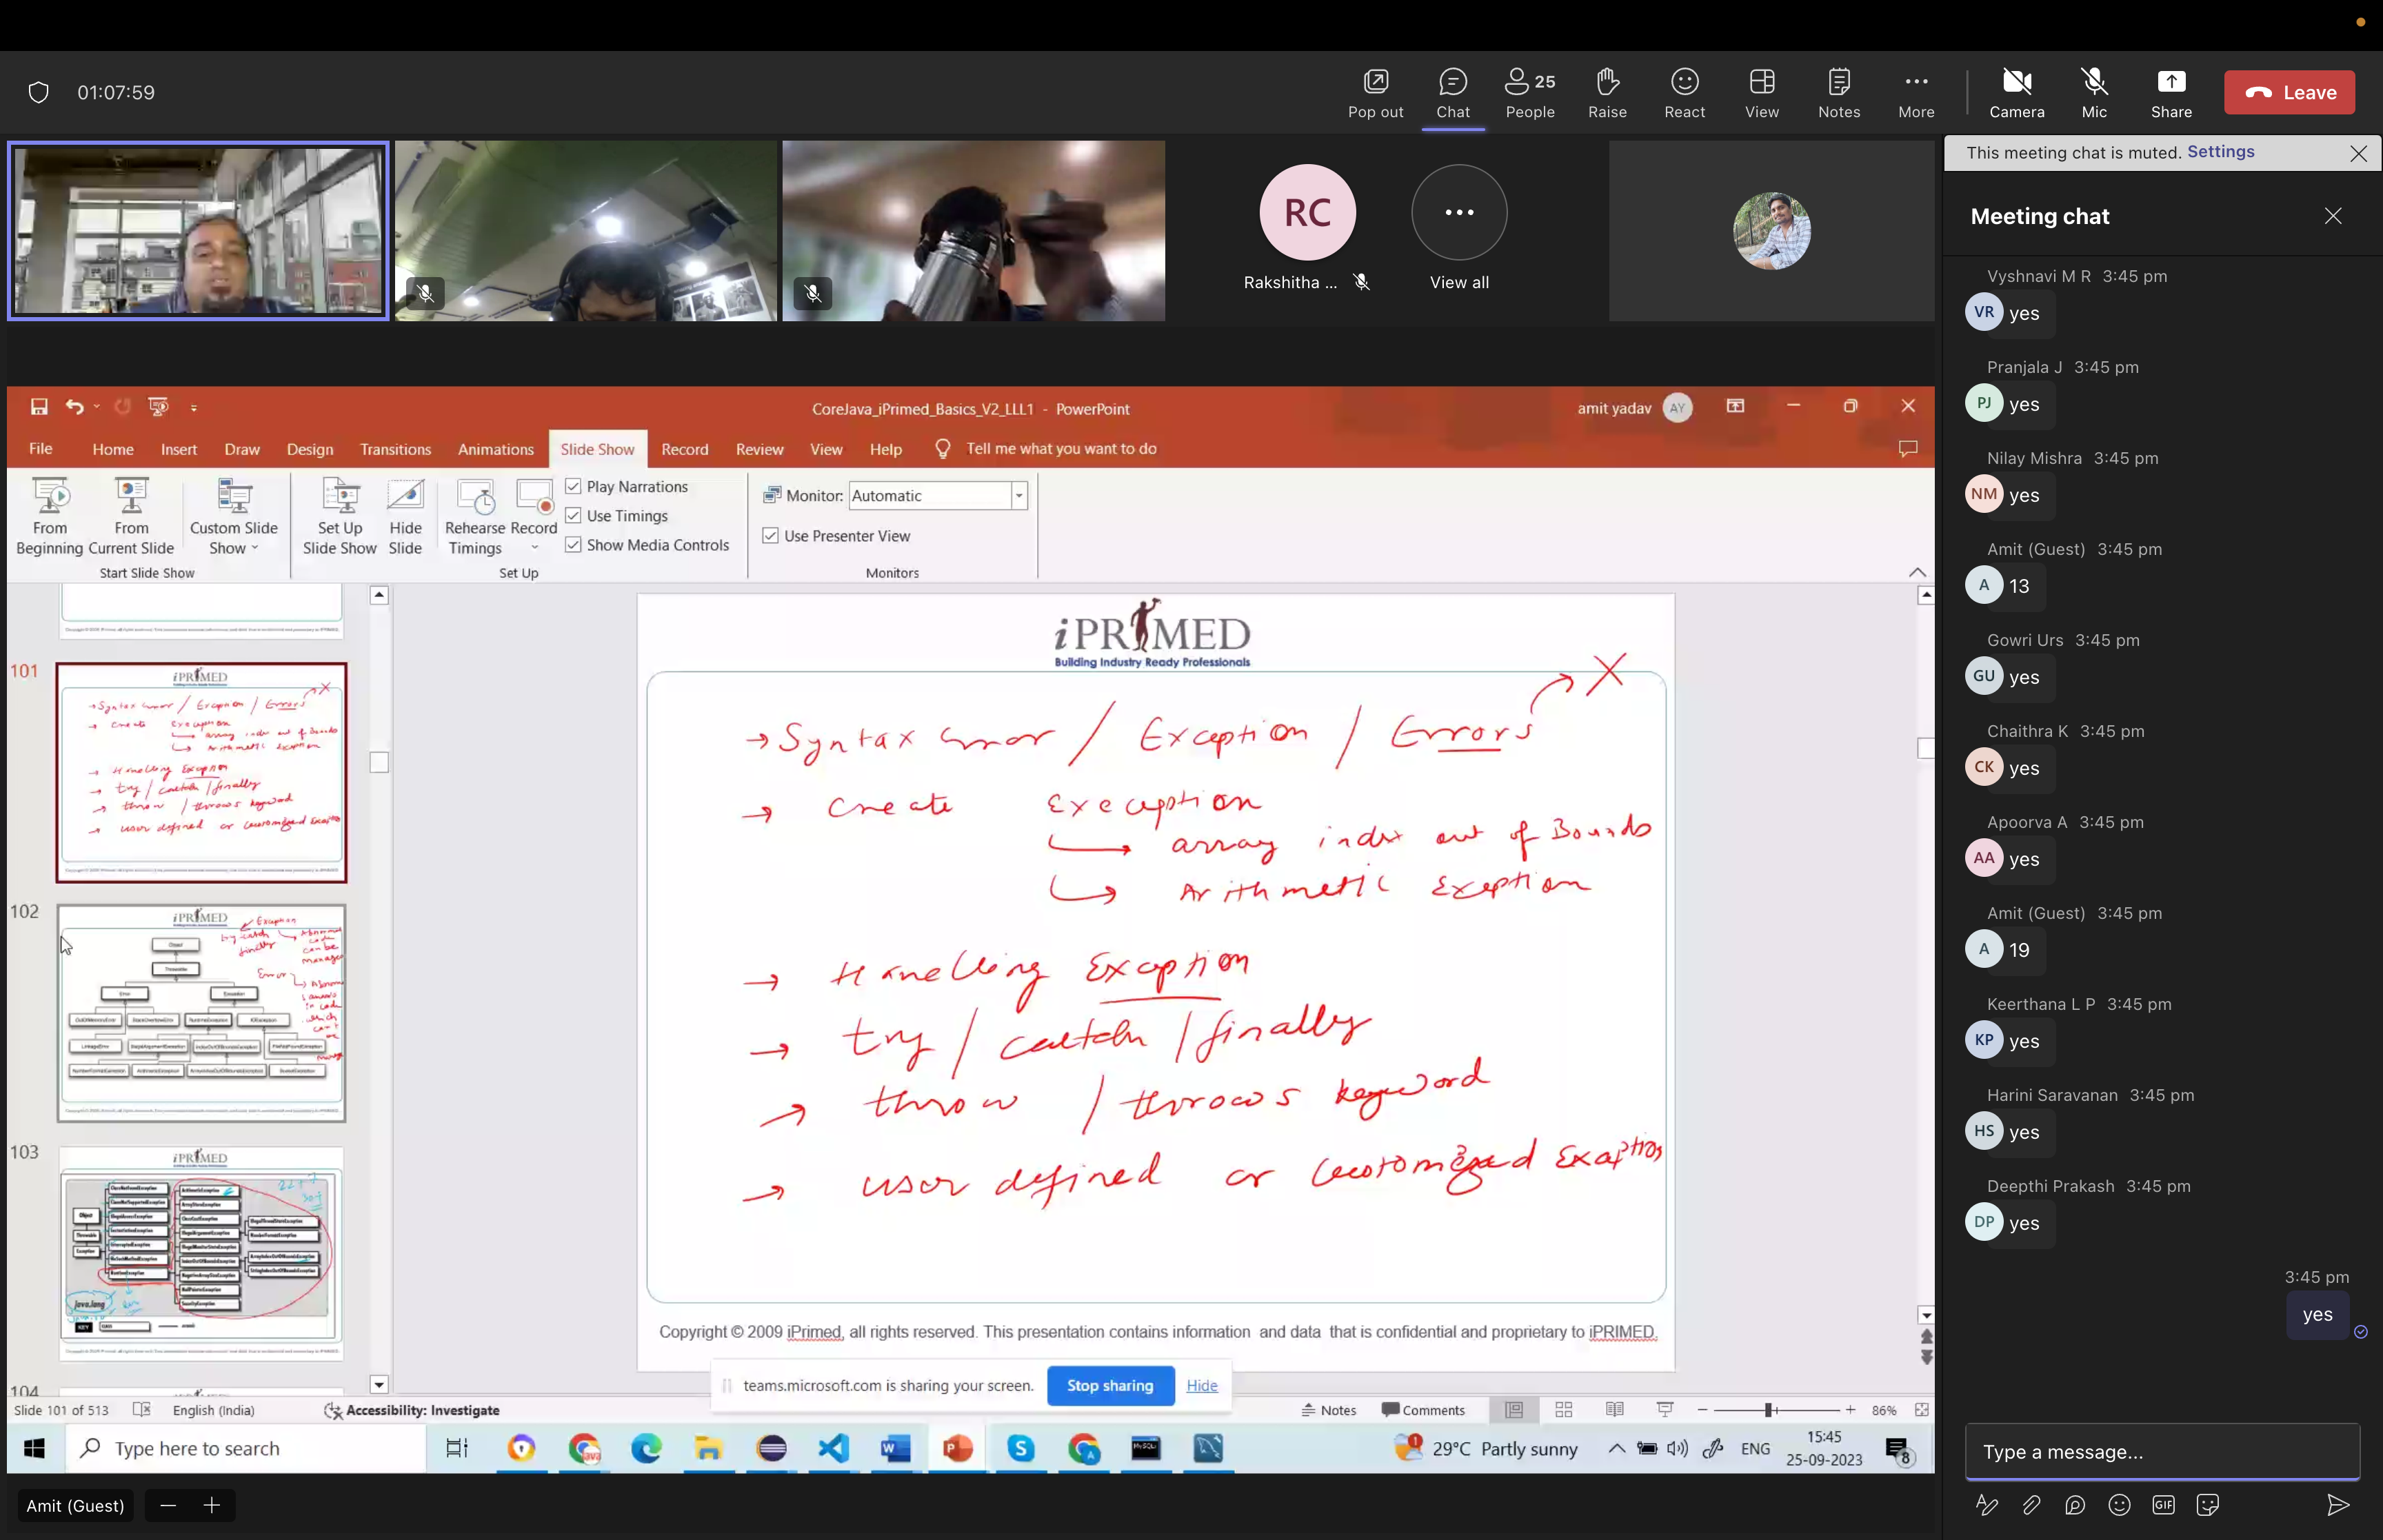 01:07:59
Pop out
Chat
25
People
Raise
React
View
Notes
More
Camera
Mic
Share
Leave
RC
Rakshitha ...
View all
This meeting chat is muted. Settings
Meeting chat
Vyshnavi M R 3:45 pm
VR yes
Pranjala J 3:45 pm
PJ yes
Nilay Mishra 3:45 pm
NM yes
Amit (Guest) 3:45 pm
A 13
Gowri Urs 3:45 pm
GU yes
Chaithra K 3:45 pm
CK yes
Apoorva A 3:45 pm
AA yes
Amit (Guest) 3:45 pm
A 19
Keerthana L P 3:45 pm
KP yes
Harini Saravanan 3:45 pm
HS yes
Deepthi Prakash 3:45 pm
DP yes
3:45 pm
yes
Type a message...
GIF
CoreJava_iPrimed_Basics_V2_LLL1 - PowerPoint
amit yadav AY
File Home Insert Draw Design Transitions Animations Slide Show Record Review View Help Tell me what you want to do
From Beginning
From Current Slide
Custom Slide Show
Set Up Slide Show
Hide Slide
Rehearse Timings
Record
Play Narrations
Use Timings
Show Media Controls
Monitor: Automatic
Use Presenter View
Start Slide Show
Set Up
Monitors
101
102
103
104
iPRIMED
Building Industry Ready Professionals
→ Syntax error / Exception / Errors → X
→ Create Exception
→ array index out of Bounds
→ Arithmetic Exeption
→ Handling Exception
→ try / catch / finally
→ throw / throws keyword
→ user defined or Customized Exception
Copyright © 2009 iPrimed, all rights reserved. This presentation contains information and data that is confidential and proprietary to iPRIMED.
teams.microsoft.com is sharing your screen. Stop sharing Hide
Slide 101 of 513
English (India)
Accessibility: Investigate
Notes
Comments
86%
Type here to search
29°C Partly sunny
ENG
15:45
25-09-2023
8
Amit (Guest)